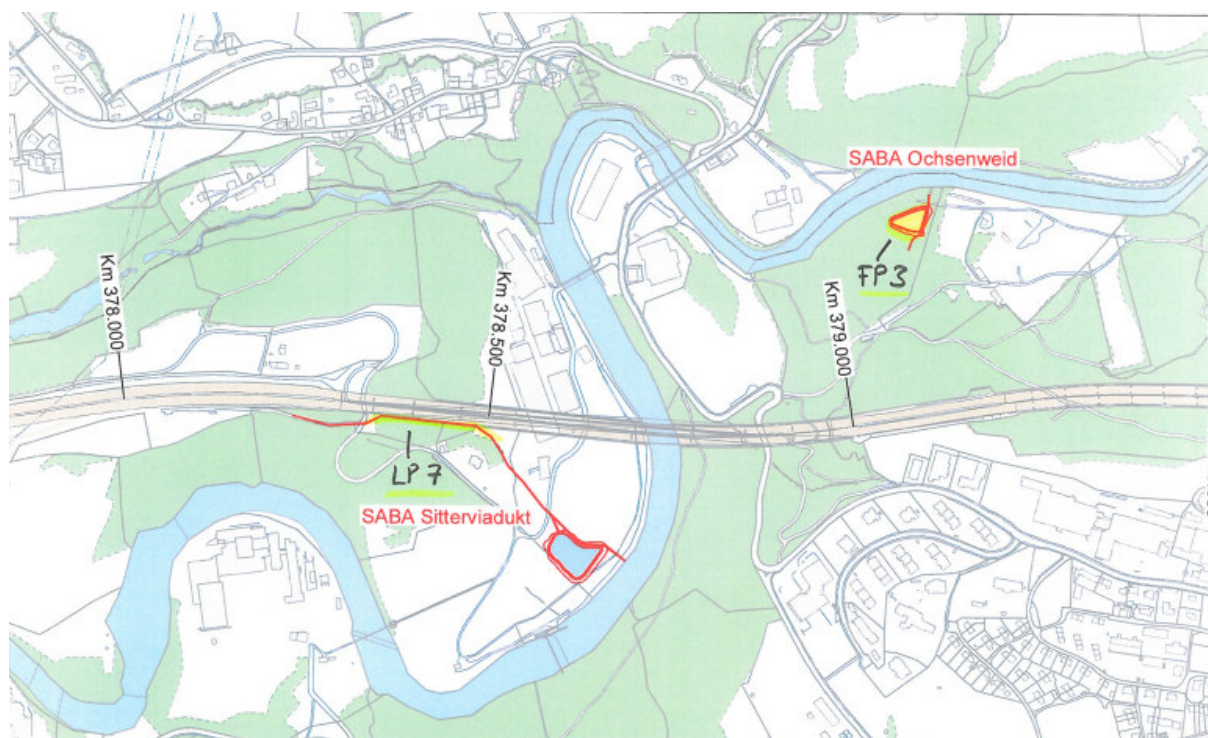 SABA Ochsenweid
FP3
Km 378.000
Km 378.500
Km 379.000
LP7
SABA Sitterviadukt